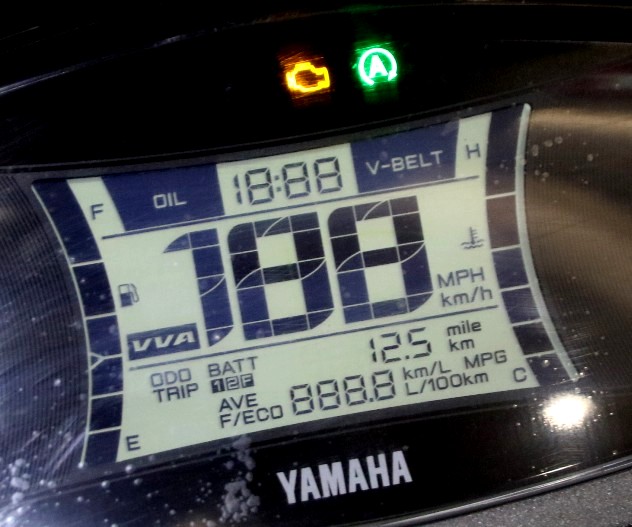 A
F OIL 18:88 V-BELT H
188 MPH
km/h
VVA
12.5 mile
km
ODO BATT
TRIP 12F
AVE 888.8 km/L MPG
F/ECO L/100km
E C
YAMAHA